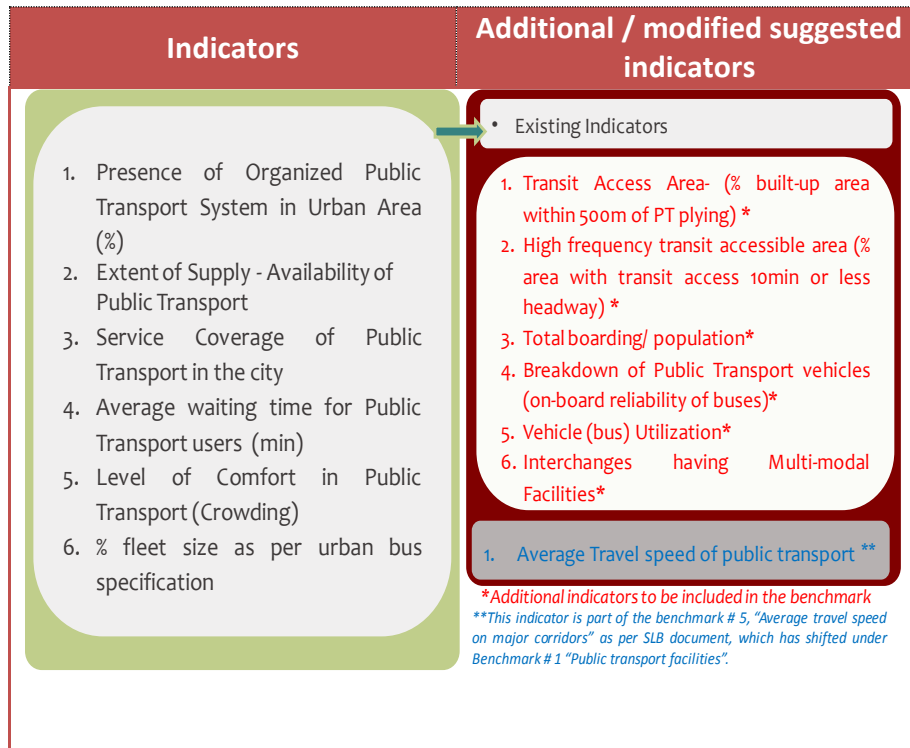 Indicators
Additional / modified suggested
indicators
1. Presence of Organized Public
Transport System in Urban Area
(%)
2. Extent of Supply - Availability of
Public Transport
3. Service Coverage of Public
Transport in the city
4. Average waiting time for Public
Transport users (min)
5. Level of Comfort in Public
Transport (Crowding)
6. % fleet size as per urban bus
specification
• Existing Indicators
1. Transit Access Area- (% built-up area
within 500m of PT plying) *
2. High frequency transit accessible area (%
area with transit access 10min or less
headway) *
3. Total boarding/ population*
4. Breakdown of Public Transport vehicles
(on-board reliability of buses)*
5. Vehicle (bus) Utilization*
6. Interchanges having Multi-modal
Facilities*
1. Average Travel speed of public transport **
*Additional indicators to be included in the benchmark
**This indicator is part of the benchmark # 5, “Average travel speed
on major corridors” as per SLB document, which has shifted under
Benchmark # 1 “Public transport facilities”.